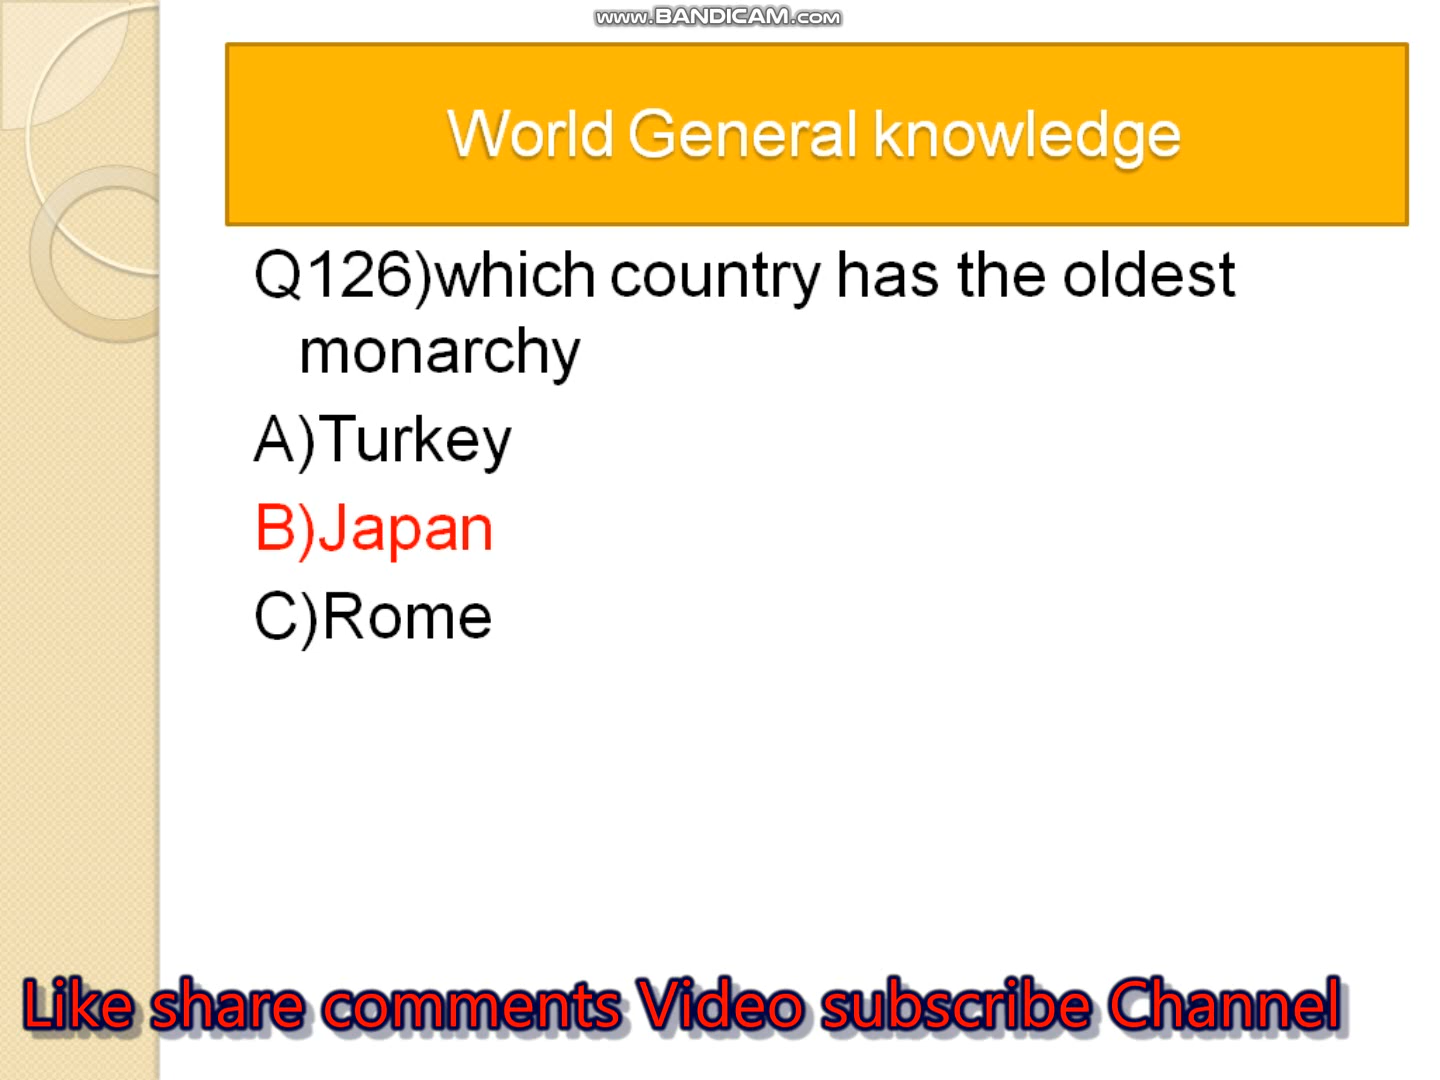 www.BANDICAM.com
World General knowledge
Q126)which country has the oldest
monarchy
A)Turkey
B)Japan
C)Rome
Like share comments Video subscribe Channel